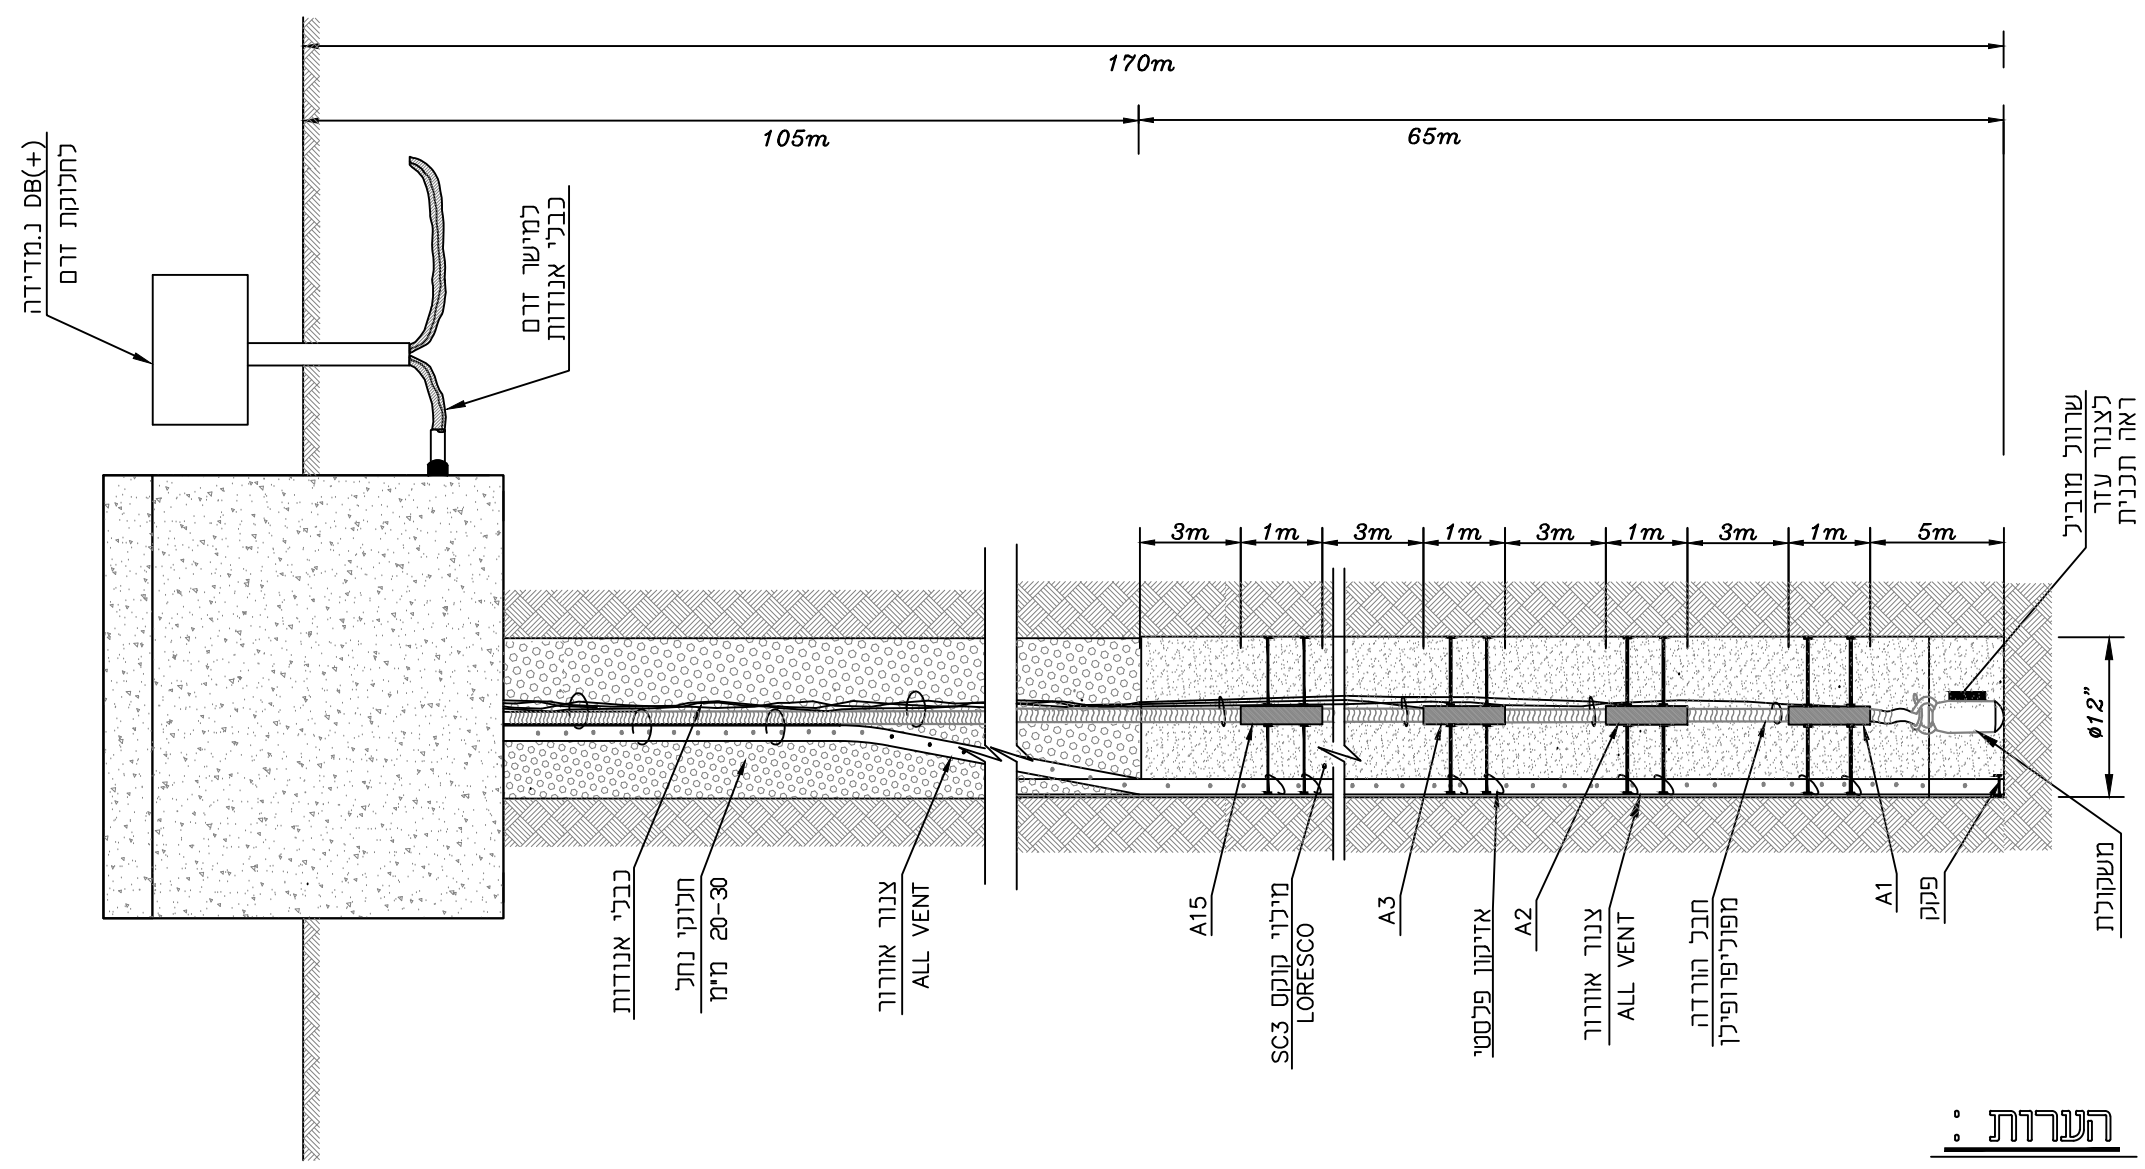 170m
105m
65m
נ.מדידה DB(+)
לחלוקת זרם
למישר זרם
כבלי אנודות
שרוול מוביל
לצנור עזר
ראה תכנית
3m
1m
3m
1m
3m
1m
3m
1m
5m
ø12"
כבלי אנודות
חלוקי נחל
20-30 מ"מ
צנור אוורור
ALL VENT
A15
מילוי קוקס SC3
LORESCO
A3
אזיקון פלסטי
A2
צנור אוורור
ALL VENT
חבל הורדה
מפוליפרופילן
A1
פקק
משקולת
הערות :